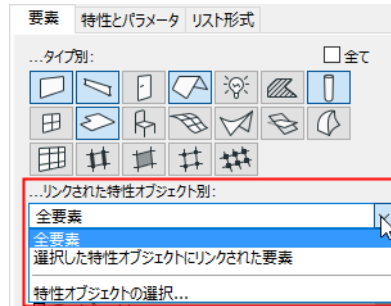 要素 特性とパラメータ リスト形式
...タイプ別: 全て
...リンクされた特性オブジェクト別:
全要素
全要素
選択した特性オブジェクトにリンクされた要素
特性オブジェクトの選択...